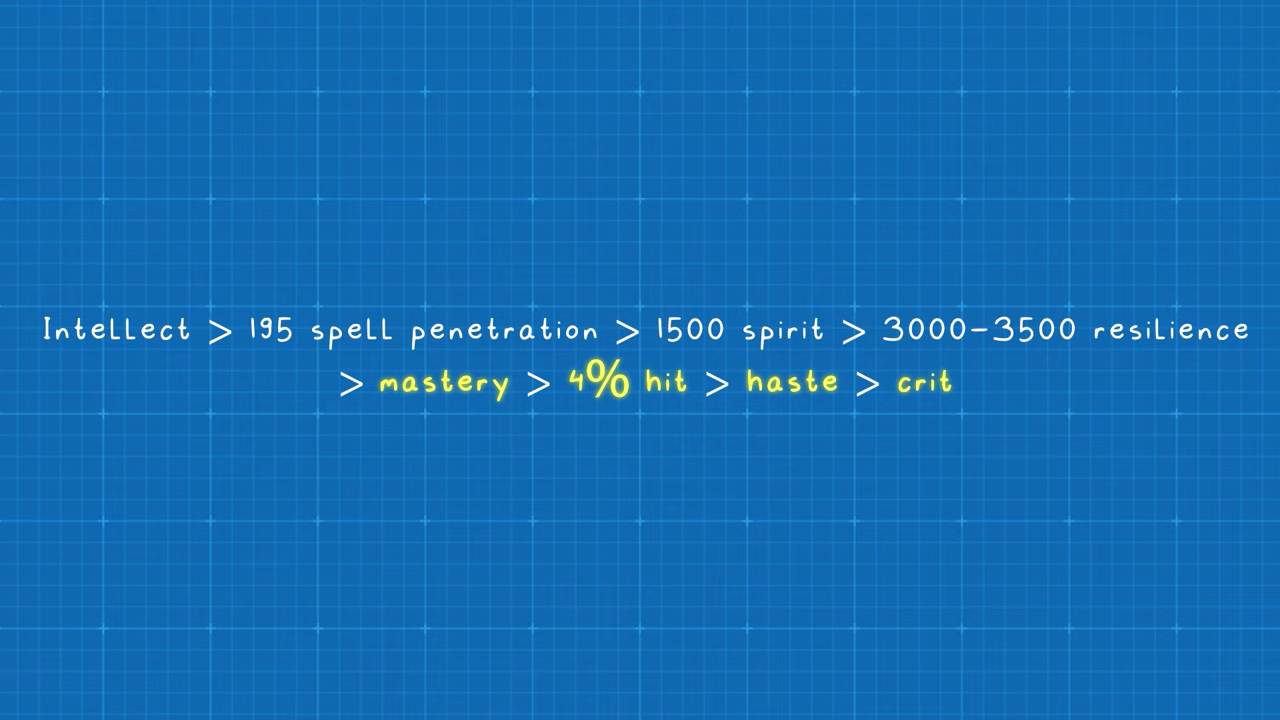 Intellect > 195 spell penetration > 1500 spirit > 3000-3500 resilience
> mastery > 4% hit > haste > crit